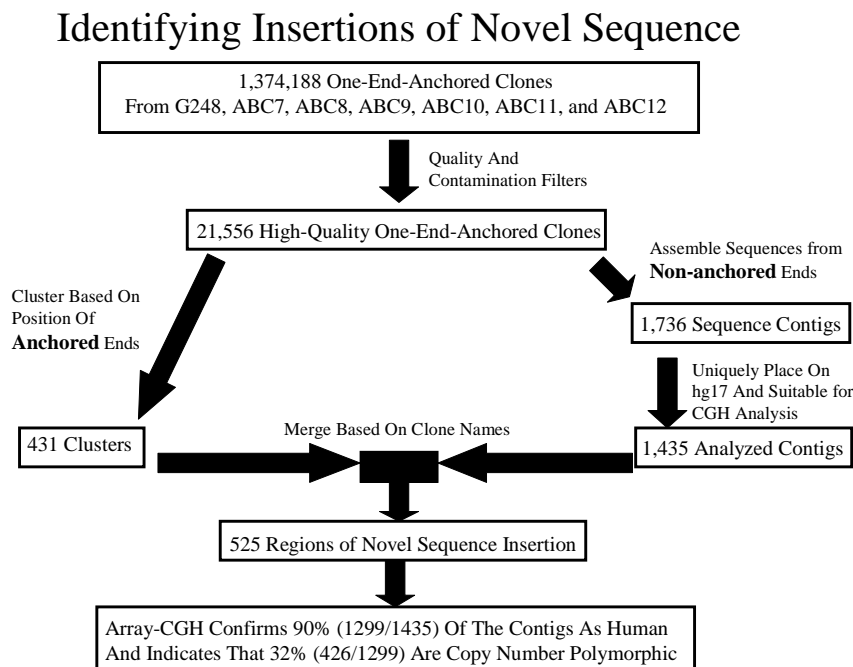 Identifying Insertions of Novel Sequence
1,374,188 One-End-Anchored Clones
From G248, ABC7, ABC8, ABC9, ABC10, ABC11, and ABC12
Quality And
Contamination Filters
21,556 High-Quality One-End-Anchored Clones
Assemble Sequences from
Non-anchored Ends
Cluster Based On
Position Of
Anchored Ends
1,736 Sequence Contigs
Uniquely Place On
hg17 And Suitable for
CGH Analysis
431 Clusters
Merge Based On Clone Names
1,435 Analyzed Contigs
525 Regions of Novel Sequence Insertion
Array-CGH Confirms 90% (1299/1435) Of The Contigs As Human
And Indicates That 32% (426/1299) Are Copy Number Polymorphic